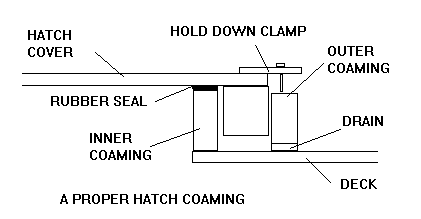 HATCH
COVER
HOLD DOWN CLAMP
OUTER
COAMING
RUBBER SEAL
DRAIN
INNER
COAMING
DECK
A PROPER HATCH COAMING